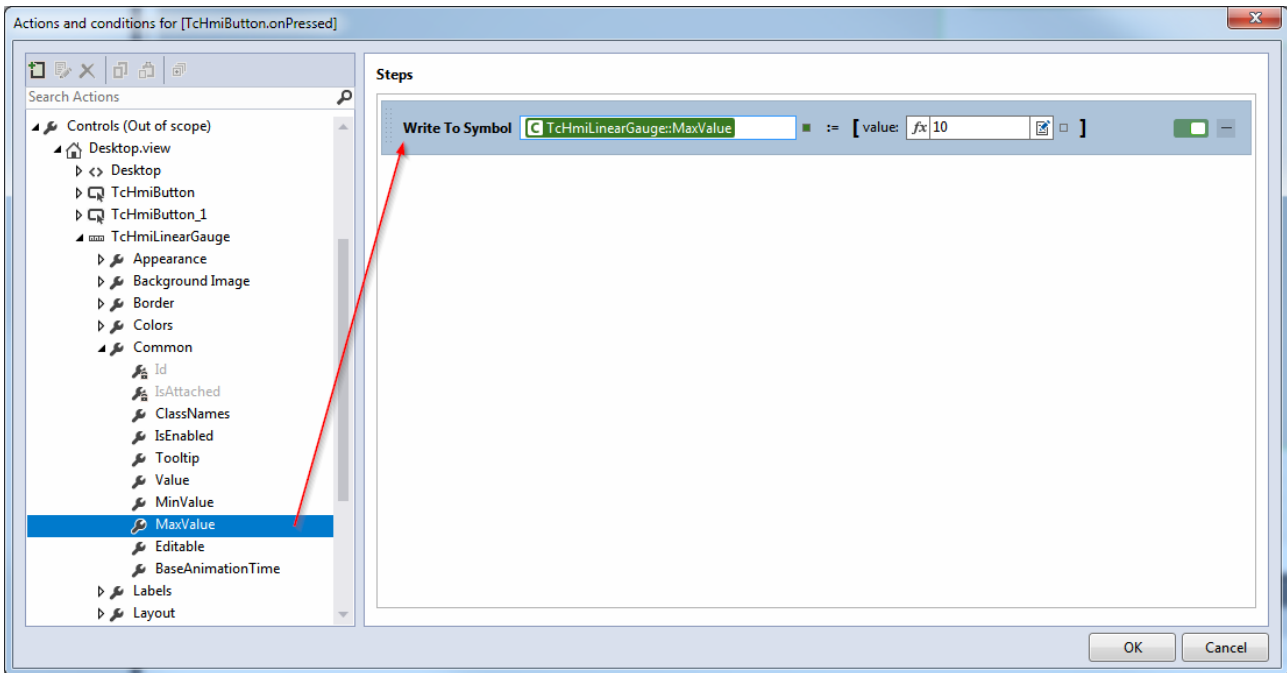 Actions and conditions for [TcHmiButton.onPressed]
Search Actions
Controls (Out of scope)
Desktop.view
<> Desktop
TcHmiButton
TcHmiButton_1
TcHmiLinearGauge
Appearance
Background Image
Border
Colors
Common
Id
IsAttached
ClassNames
IsEnabled
Tooltip
Value
MinValue
MaxValue
Editable
BaseAnimationTime
Labels
Layout
Steps
Write To Symbol C TcHmiLinearGauge::MaxValue := [ value: fx 10 ]
OK Cancel